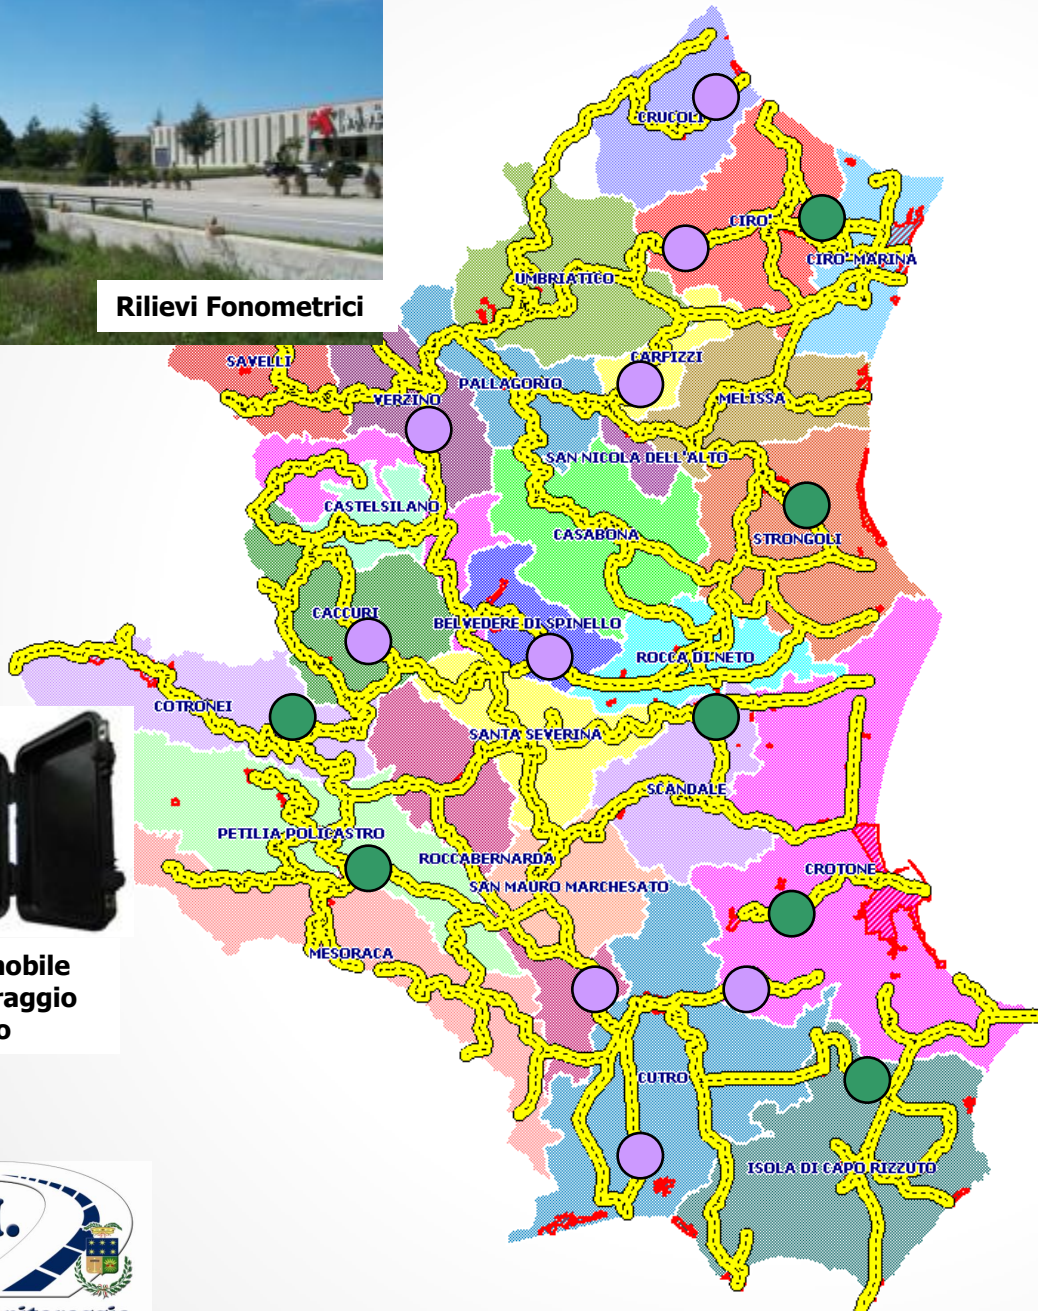 CRUCOLI
CIRO'
CIRO' MARINA
UMBRIATICO
Rilievi Fonometrici
CARFIZZI
SAVELLI
PALLAGORIO
VERZINO
MELISSA
SAN NICOLA DELL'ALTO
CASTELSILANO
CASABONA
STRONGOLI
CACCURI
BELVEDERE DI SPINELLO
ROCCA DI NETO
COTRONEI
SANTA SEVERINA
SCANDALE
PETILIA POLICASTRO
ROCCABERNARDA
CROTONE
SAN MAURO MARCHESATO
MESORACA
CUTRO
ISOLA DI CAPO RIZZUTO